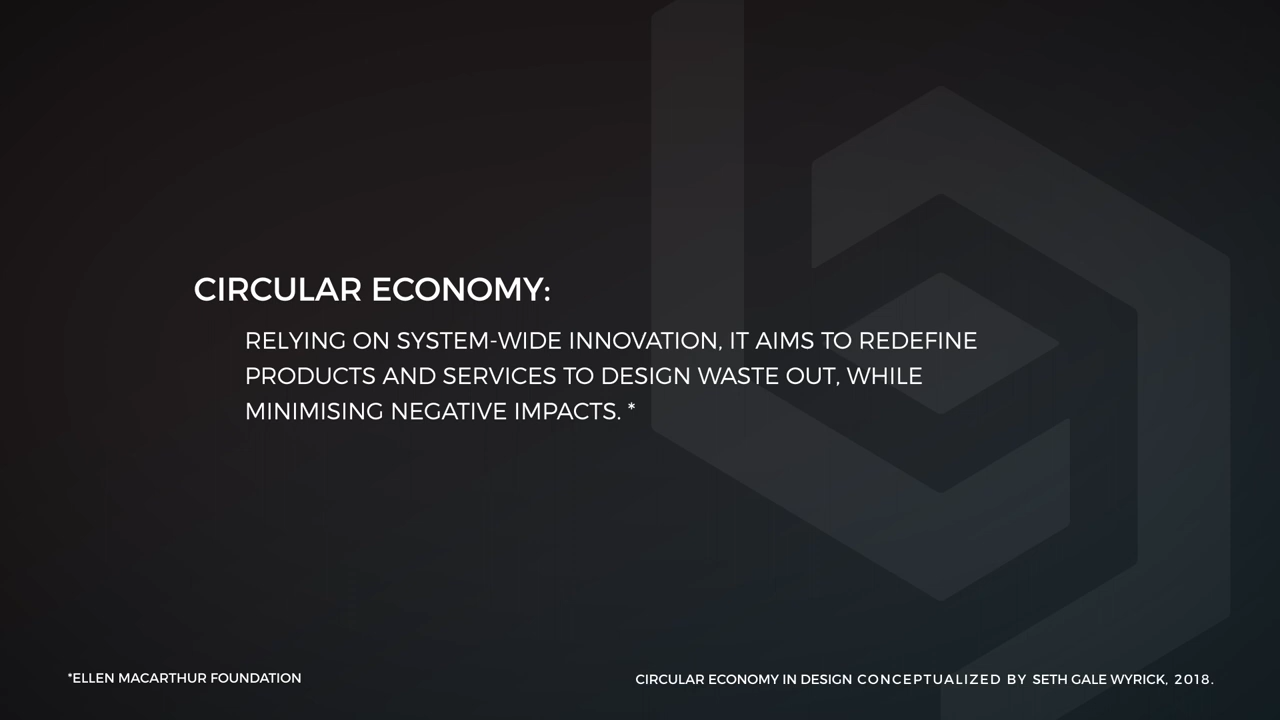 CIRCULAR ECONOMY:
RELYING ON SYSTEM-WIDE INNOVATION, IT AIMS TO REDEFINE
PRODUCTS AND SERVICES TO DESIGN WASTE OUT, WHILE
MINIMISING NEGATIVE IMPACTS. *
*ELLEN MACARTHUR FOUNDATION
CIRCULAR ECONOMY IN DESIGN CONCEPTUALIZED BY SETH GALE WYRICK, 2018.